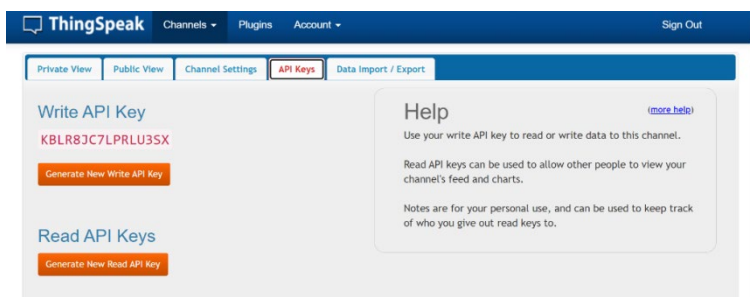 ThingSpeak Channels Plugins Account Sign Out
Private View Public View Channel Settings API Keys Data Import / Export
Write API Key
KBLR8JC7LPRLU3SX
Generate New Write API Key
Read API Keys
Generate New Read API Key
Help (more help)
Use your write API key to read or write data to this channel.
Read API keys can be used to allow other people to view your
channel's feed and charts.
Notes are for your personal use, and can be used to keep track
of who you give out read keys to.